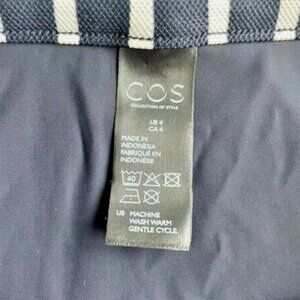 COS
COLLECTION OF STYLE
US 4
CA 4
MADE IN
INDONESIA
FABRIQUÉ EN
INDONÉSIE
40
US MACHINE
WASH WARM
GENTLE CYCLE.